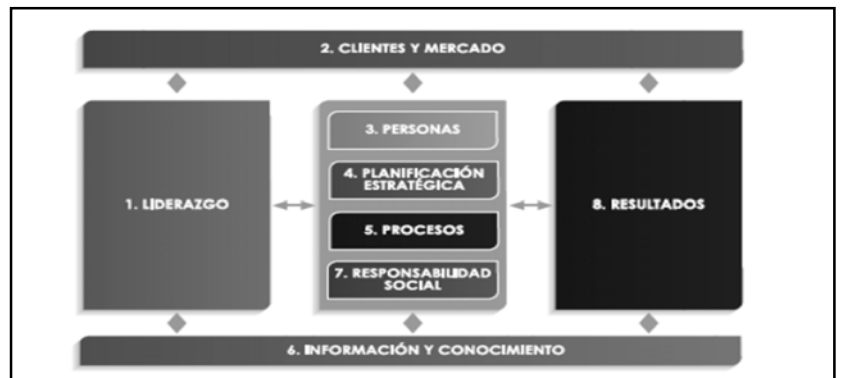 2. CLIENTES Y MERCADO
1. LIDERAZGO
3. PERSONAS
4. PLANIFICACIÓN
ESTRATÉGICA
5. PROCESOS
7. RESPONSABILIDAD
SOCIAL
8. RESULTADOS
6. INFORMACIÓN Y CONOCIMIENTO